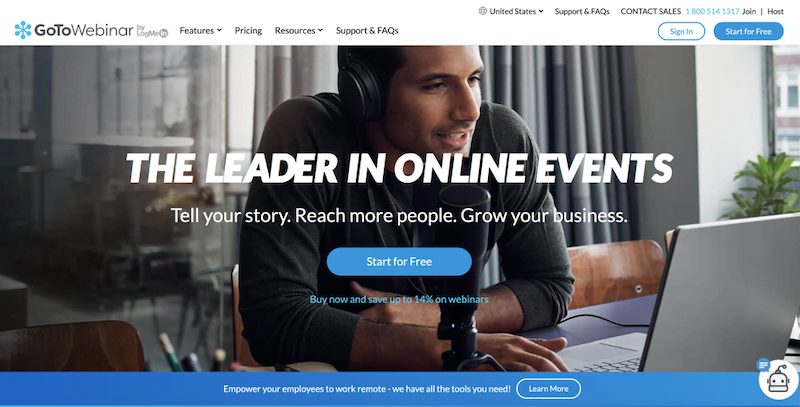 United States
Support & FAQs
CONTACT SALES 1 800 514 1317 Join | Host
GoToWebinar by LogMeIn
Features
Pricing
Resources
Support & FAQs
Sign In
Start for Free
THE LEADER IN ONLINE EVENTS
Tell your story. Reach more people. Grow your business.
Start for Free
Buy now and save up to 14% on webinars
Empower your employees to work remote - we have all the tools you need!
Learn More